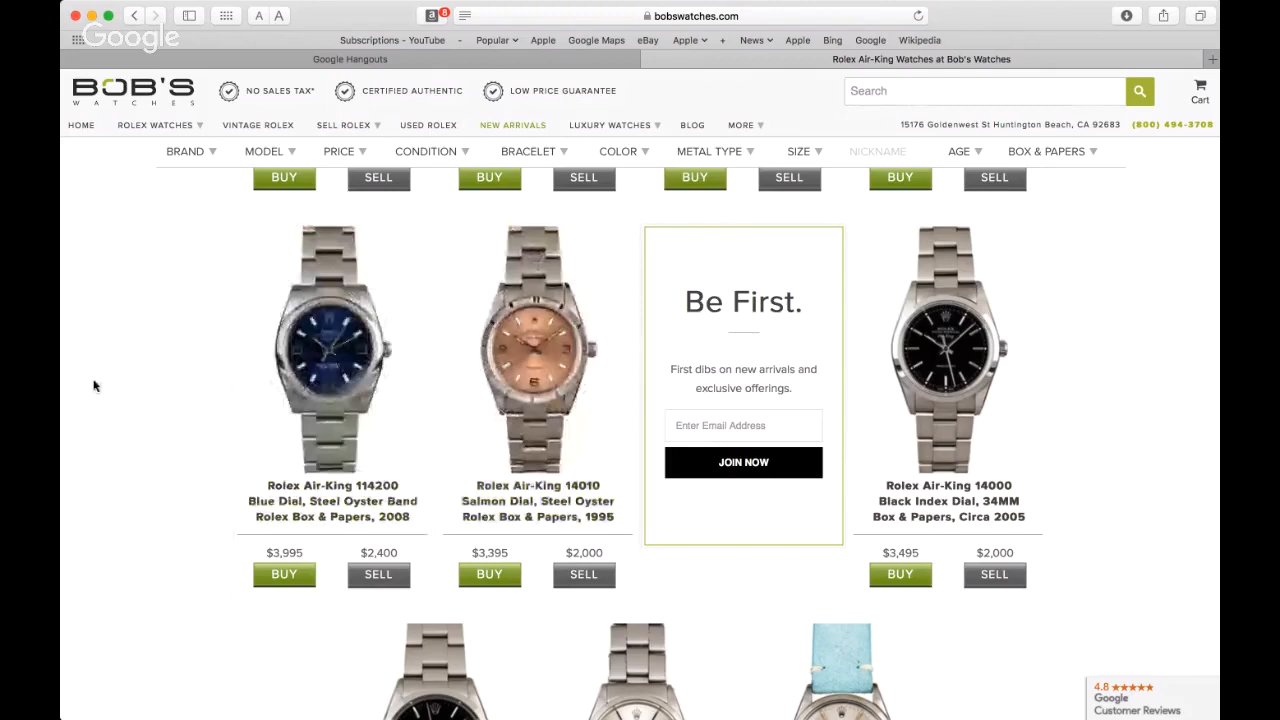 A A
a 8
bobswatches.com
Google
Subscriptions - YouTube - Popular Apple Google Maps eBay Apple + News Apple Bing Google Wikipedia
Google Hangouts
Rolex Air-King Watches at Bob's Watches
BOB'S
WATCHES
NO SALES TAX*
CERTIFIED AUTHENTIC
LOW PRICE GUARANTEE
Search
Cart
HOME ROLEX WATCHES VINTAGE ROLEX SELL ROLEX USED ROLEX NEW ARRIVALS LUXURY WATCHES BLOG MORE
15176 Goldenwest St Huntington Beach, CA 92683 (800) 494-3708
BRAND MODEL PRICE CONDITION BRACELET COLOR METAL TYPE SIZE NICKNAME AGE BOX & PAPERS
BUY SELL BUY SELL BUY SELL BUY SELL
Rolex Air-King 114200
Blue Dial, Steel Oyster Band
Rolex Box & Papers, 2008
$3,995 $2,400
BUY SELL
Rolex Air-King 14010
Salmon Dial, Steel Oyster
Rolex Box & Papers, 1995
$3,395 $2,000
BUY SELL
Be First.
First dibs on new arrivals and
exclusive offerings.
Enter Email Address
JOIN NOW
Rolex Air-King 14000
Black Index Dial, 34MM
Box & Papers, Circa 2005
$3,495 $2,000
BUY SELL
4.8
Google
Customer Reviews